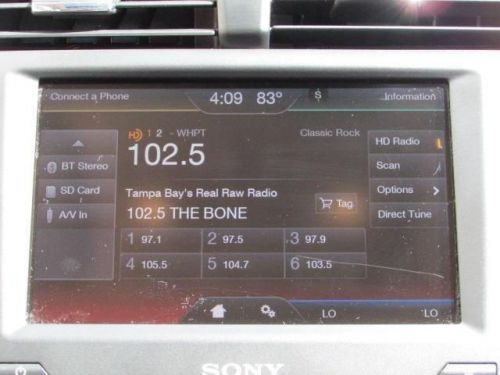 Connect a Phone 4:09 83° S Information
HD 1 2 - WHPT Classic Rock
102.5
HD Radio
BT Stereo
Scan
SD Card
Tampa Bay's Real Raw Radio
Options >
A/V In
102.5 THE BONE
Tag
Direct Tune
1 97.1 2 97.5 3 97.9
4 105.5 5 104.7 6 103.5
LO LO
SONY